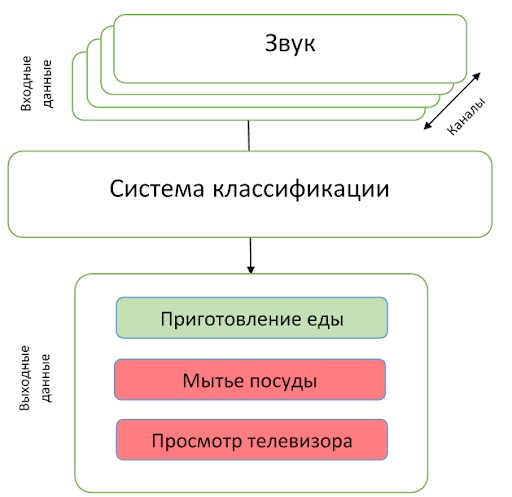 Звук
Входные
данные
Каналы
Система классификации
Выходные
данные
Приготовление еды
Мытье посуды
Просмотр телевизора